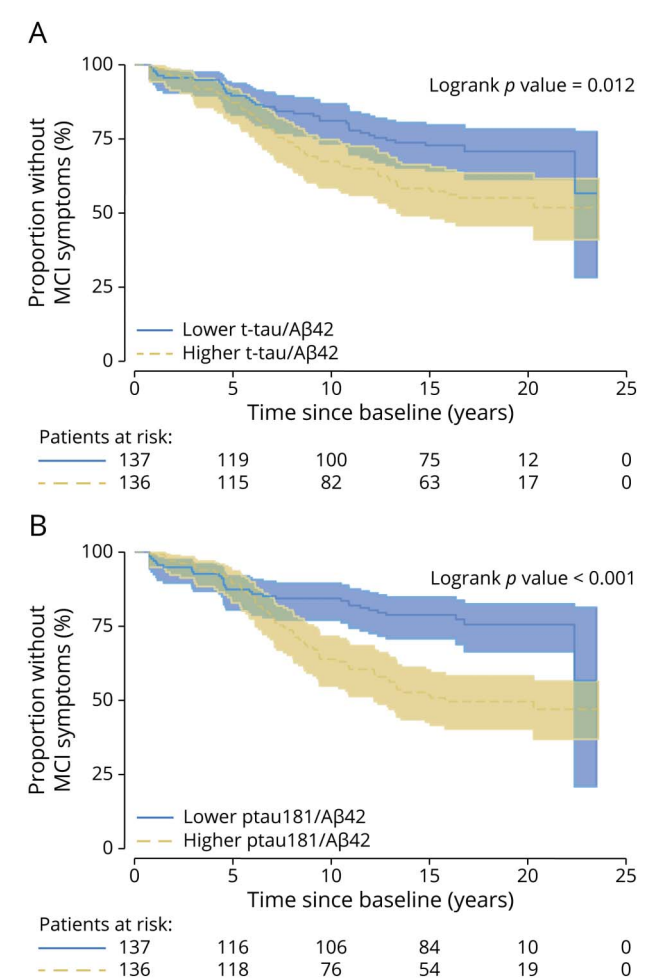 A
100
75
50
25
0
Proportion without
MCI symptoms (%)
Logrank p value = 0.012
Lower t-tau/Aβ42
Higher t-tau/Aβ42
0 5 10 15 20 25
Time since baseline (years)
Patients at risk:
137 119 100 75 12 0
136 115 82 63 17 0
B
100
75
50
25
0
Proportion without
MCI symptoms (%)
Logrank p value < 0.001
Lower ptau181/Aβ42
Higher ptau181/Aβ42
0 5 10 15 20 25
Time since baseline (years)
Patients at risk:
137 116 106 84 10 0
136 118 76 54 19 0